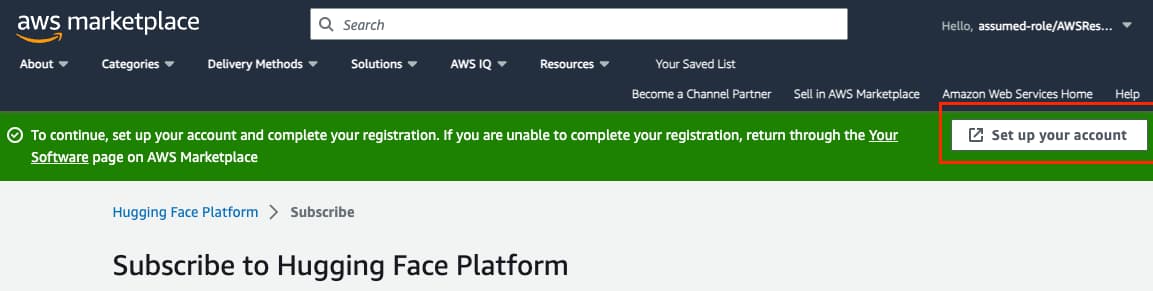 aws marketplace
Search
Hello, assumed-role/AWSRes...
About
Categories
Delivery Methods
Solutions
AWS IQ
Resources
Your Saved List
Become a Channel Partner
Sell in AWS Marketplace
Amazon Web Services Home
Help
To continue, set up your account and complete your registration. If you are unable to complete your registration, return through the Your
Software page on AWS Marketplace
Set up your account
Hugging Face Platform > Subscribe
Subscribe to Hugging Face Platform